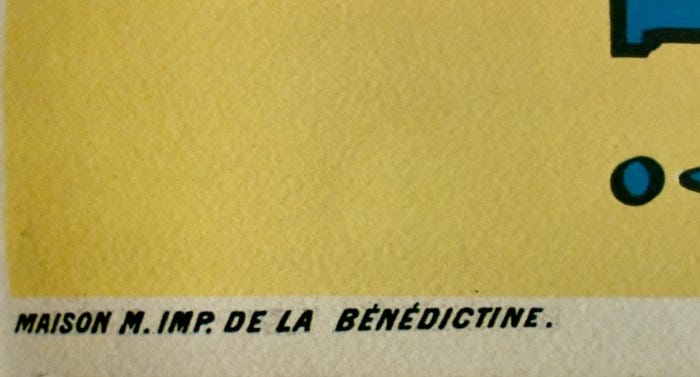 MAISON M. IMP. DE LA BÉNÉDICTINE.